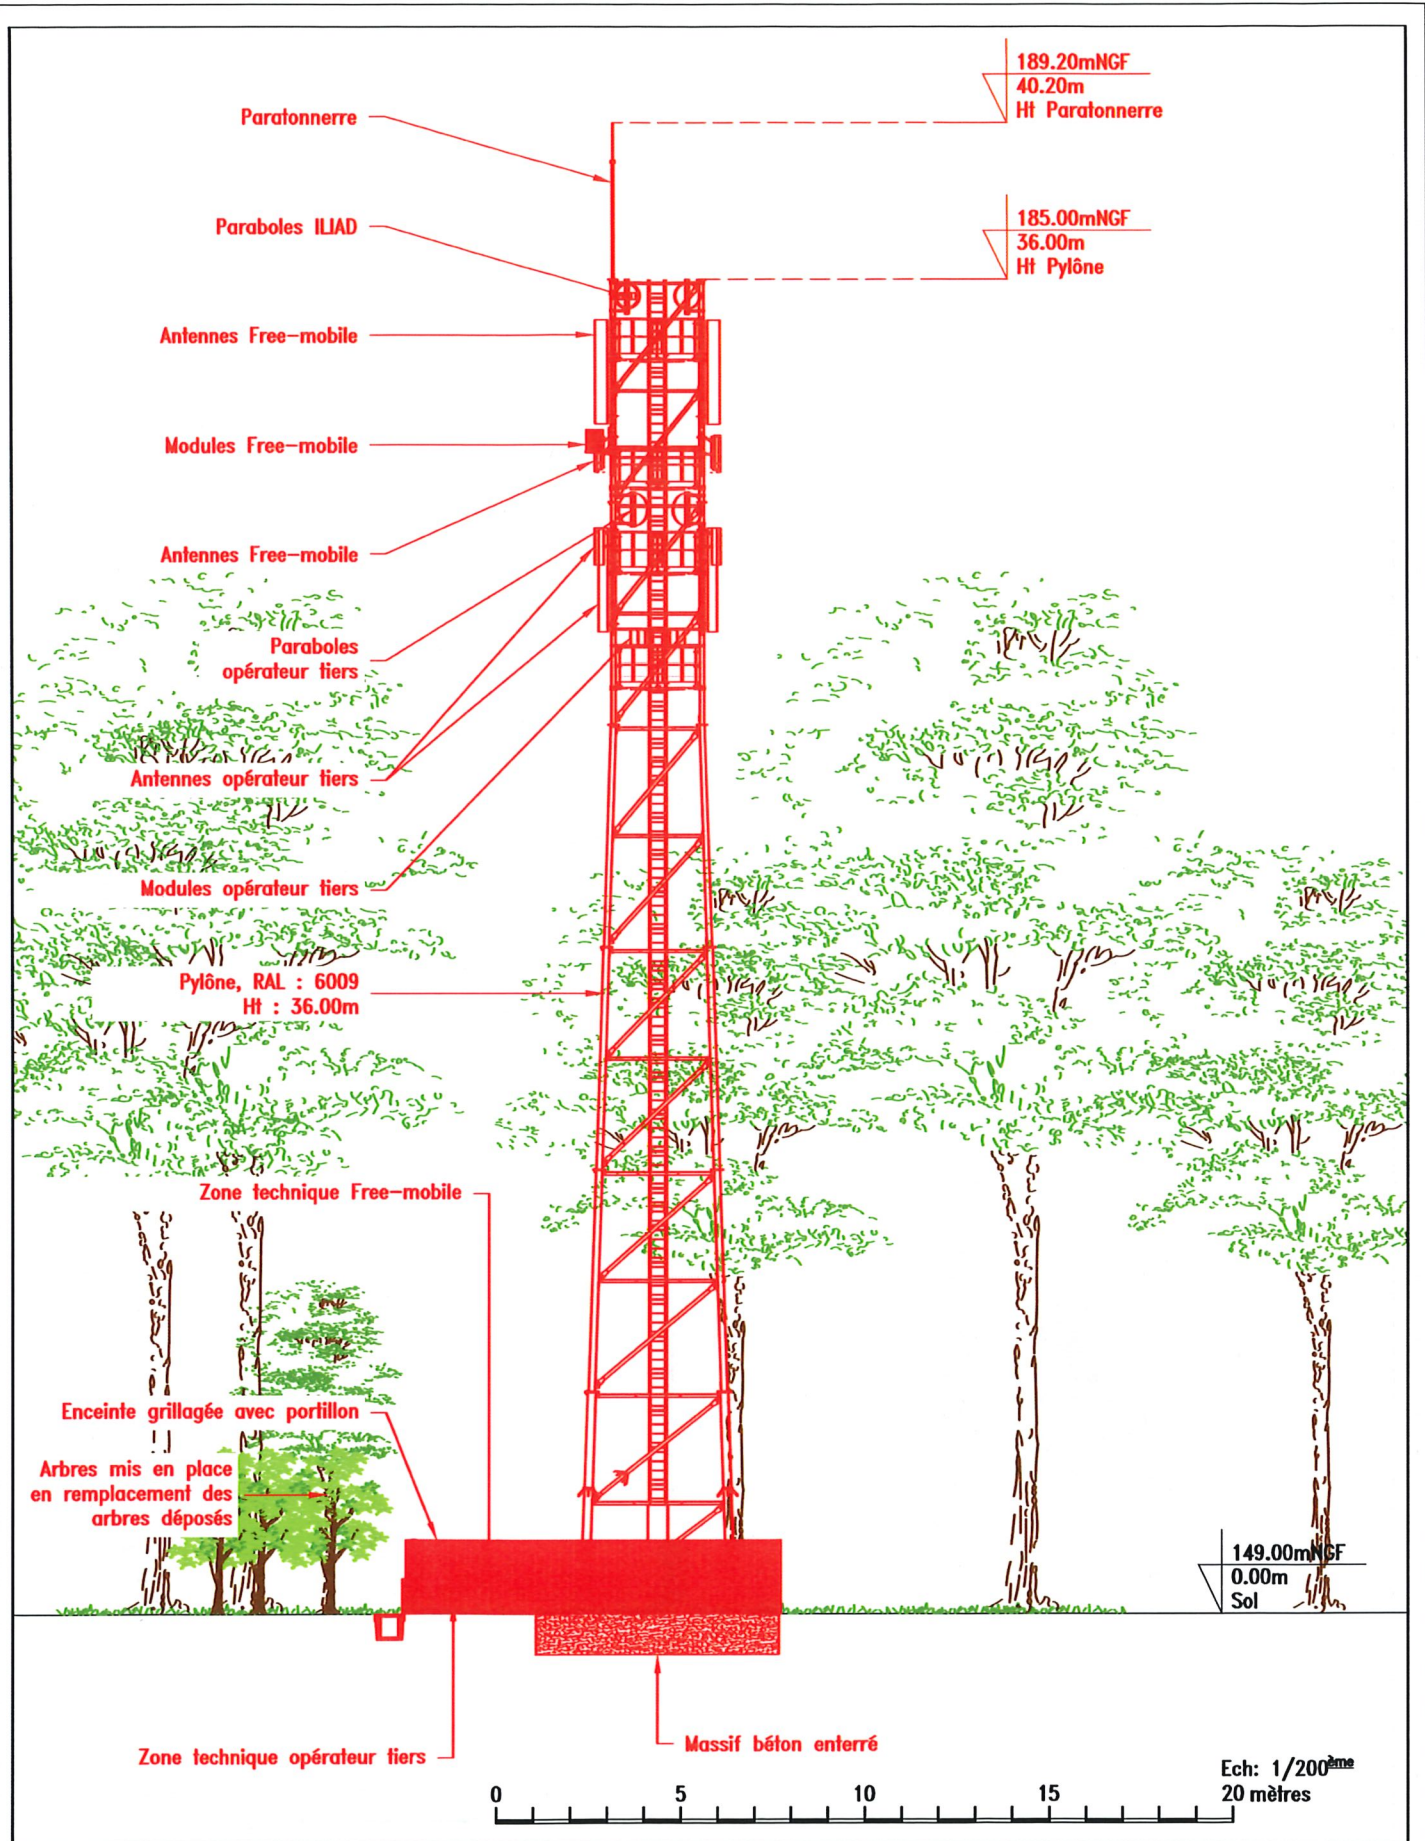 189.20mNGF
40.20m
Ht Paratonnerre
Paratonnerre
185.00mNGF
36.00m
Ht Pylône
Paraboles ILIAD
Antennes Free-mobile
Modules Free-mobile
Antennes Free-mobile
Paraboles
opérateur tiers
Antennes opérateur tiers
Modules opérateur tiers
Pylône, RAL : 6009
Ht : 36.00m
Zone technique Free-mobile
Enceinte grillagée avec portillon
Arbres mis en place
en remplacement des
arbres déposés
149.00mNGF
0.00m
Sol
Zone technique opérateur tiers
Massif béton enterré
Ech: 1/200ème
0 5 10 15 20 mètres